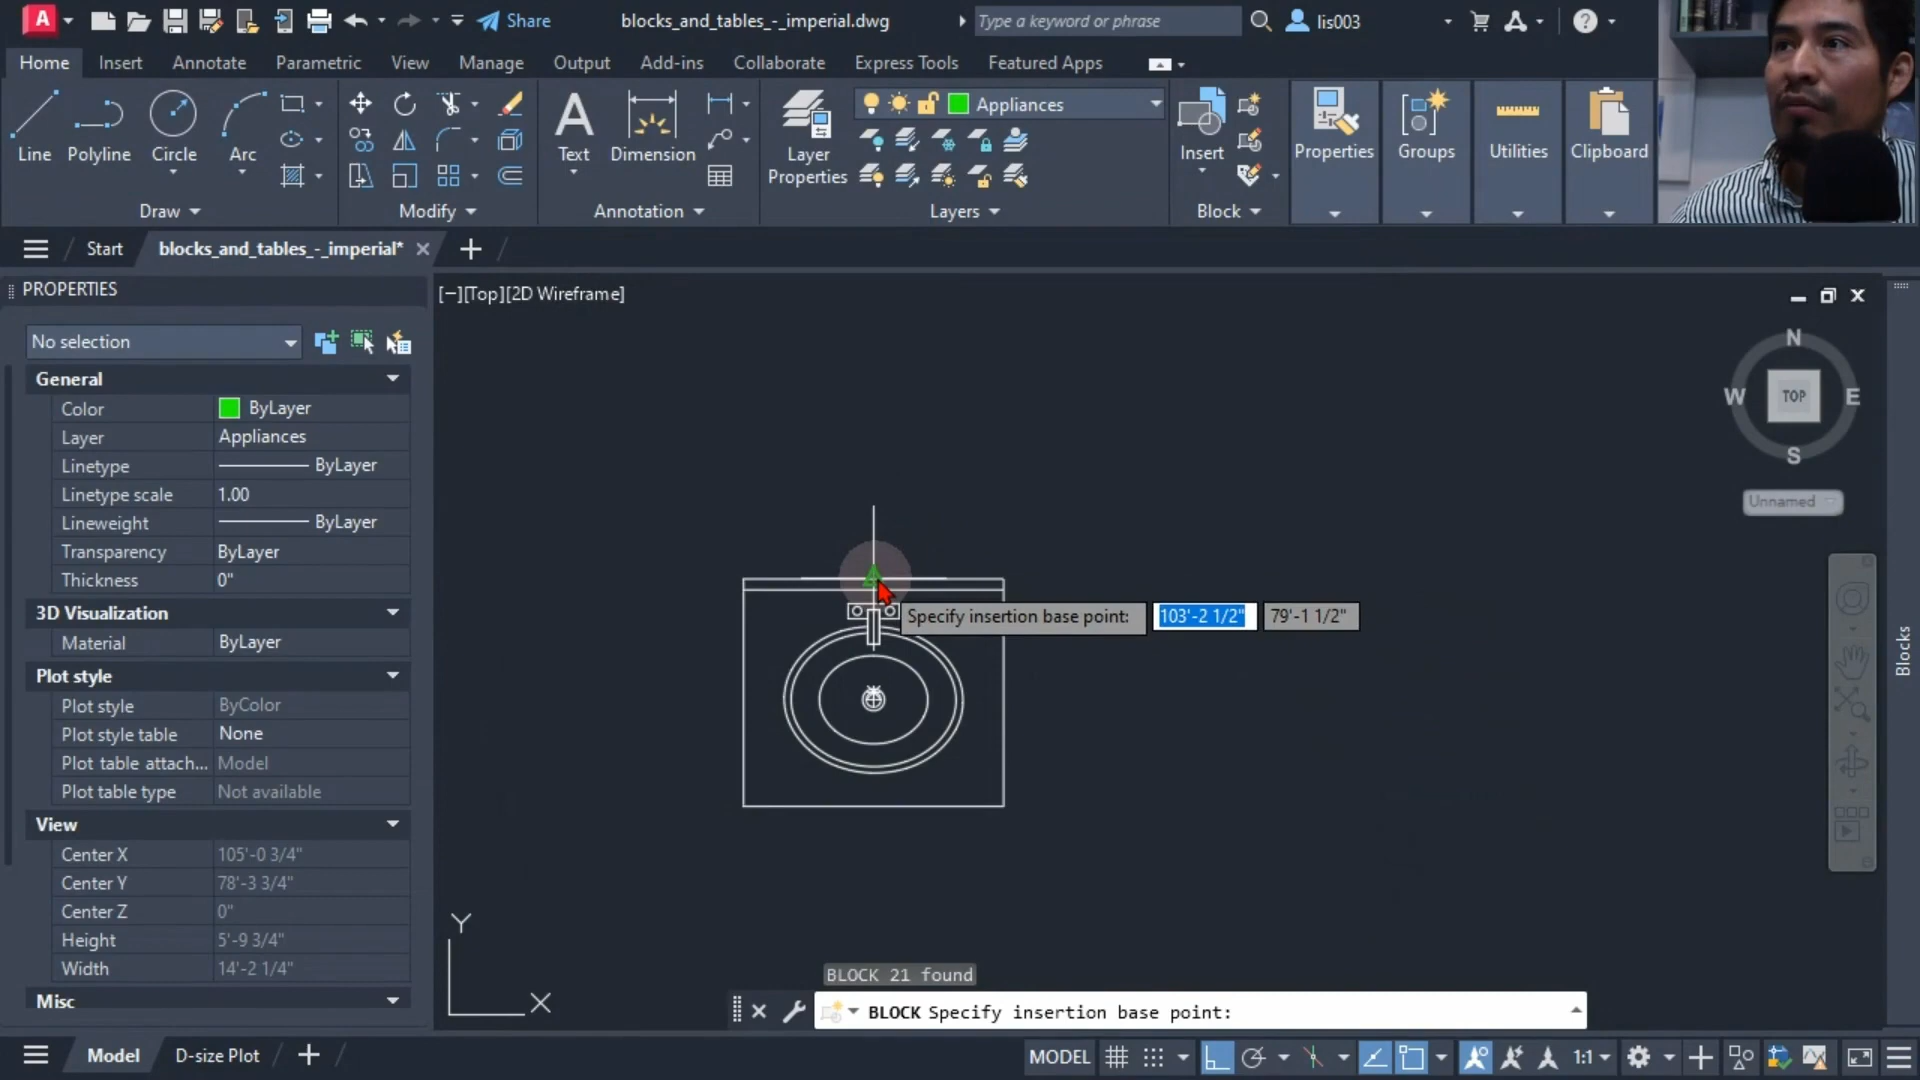 Share
blocks_and_tables_-_imperial.dwg
Type a keyword or phrase
lis003
Home
Insert
Annotate
Parametric
View
Manage
Output
Add-ins
Collaborate
Express Tools
Featured Apps
Line
Polyline
Circle
Arc
Text
Dimension
Layer
Properties
Appliances
Insert
Properties
Groups
Utilities
Clipboard
Draw
Modify
Annotation
Layers
Block
Start
blocks_and_tables_-_imperial*
PROPERTIES
[−][Top][2D Wireframe]
No selection
General
Color ByLayer
Layer Appliances
Linetype ByLayer
Linetype scale 1.00
Lineweight ByLayer
Transparency ByLayer
Thickness 0"
3D Visualization
Material ByLayer
Plot style
Plot style ByColor
Plot style table None
Plot table attach... Model
Plot table type Not available
View
Center X 105'-0 3/4"
Center Y 78'-3 3/4"
Center Z 0"
Height 5'-9 3/4"
Width 14'-2 1/4"
Misc
N
W
TOP
E
S
Unnamed
Blocks
Specify insertion base point: 103'-2 1/2" 79'-1 1/2"
Y
X
BLOCK 21 found
BLOCK Specify insertion base point:
Model
D-size Plot
MODEL
1:1